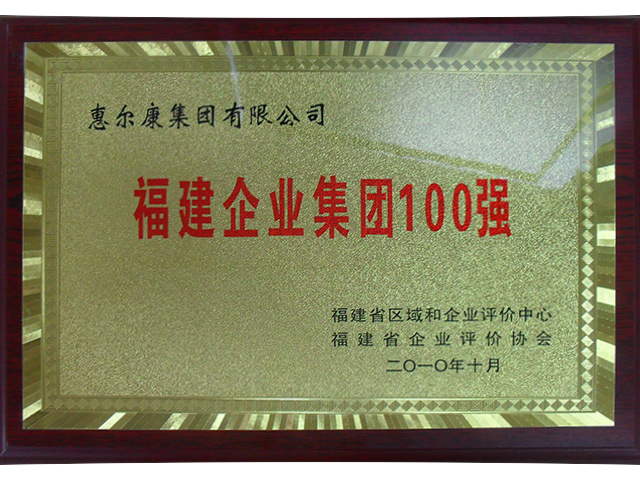 惠尔康集团有限公司
福建企业集团100强
福建省区域和企业评价中心
福建省企业评价协会
二〇一〇年十月